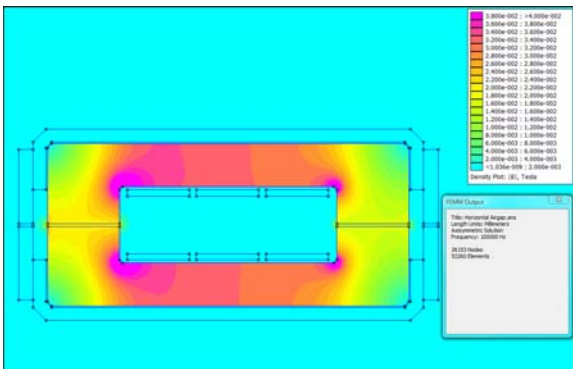 3.800e-002 : >4.000e-002
3.600e-002 : 3.800e-002
3.400e-002 : 3.600e-002
3.200e-002 : 3.400e-002
3.000e-002 : 3.200e-002
2.800e-002 : 3.000e-002
2.600e-002 : 2.800e-002
2.400e-002 : 2.600e-002
2.200e-002 : 2.400e-002
2.000e-002 : 2.200e-002
1.800e-002 : 2.000e-002
1.600e-002 : 1.800e-002
1.400e-002 : 1.600e-002
1.200e-002 : 1.400e-002
1.000e-002 : 1.200e-002
8.000e-003 : 1.000e-002
6.000e-003 : 8.000e-003
4.000e-003 : 6.000e-003
2.000e-003 : 4.000e-003
<1.036e-009 : 2.000e-003
Density Plot: |B|, Tesla
FEMM Output
Title: Horizontal Airgap.ans
Length Units: Millimeters
Axisymmetric Solution
Frequency: 100000 Hz
26153 Nodes
Elements